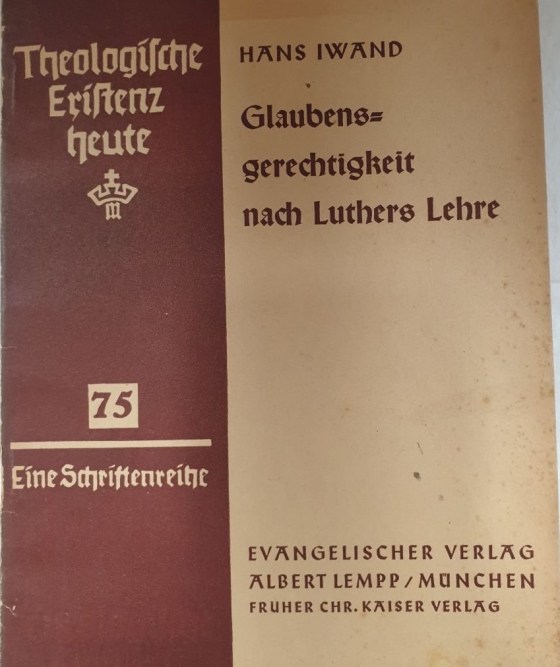 Theologische
Existenz
heute
M
75
Eine Schriftenreihe
HANS IWAND
Glaubens=
gerechtigkeit
nach Luthers Lehre
EVANGELISCHER VERLAG
ALBERT LEMPP / MÜNCHEN
FRÜHER CHR. KAISER VERLAG